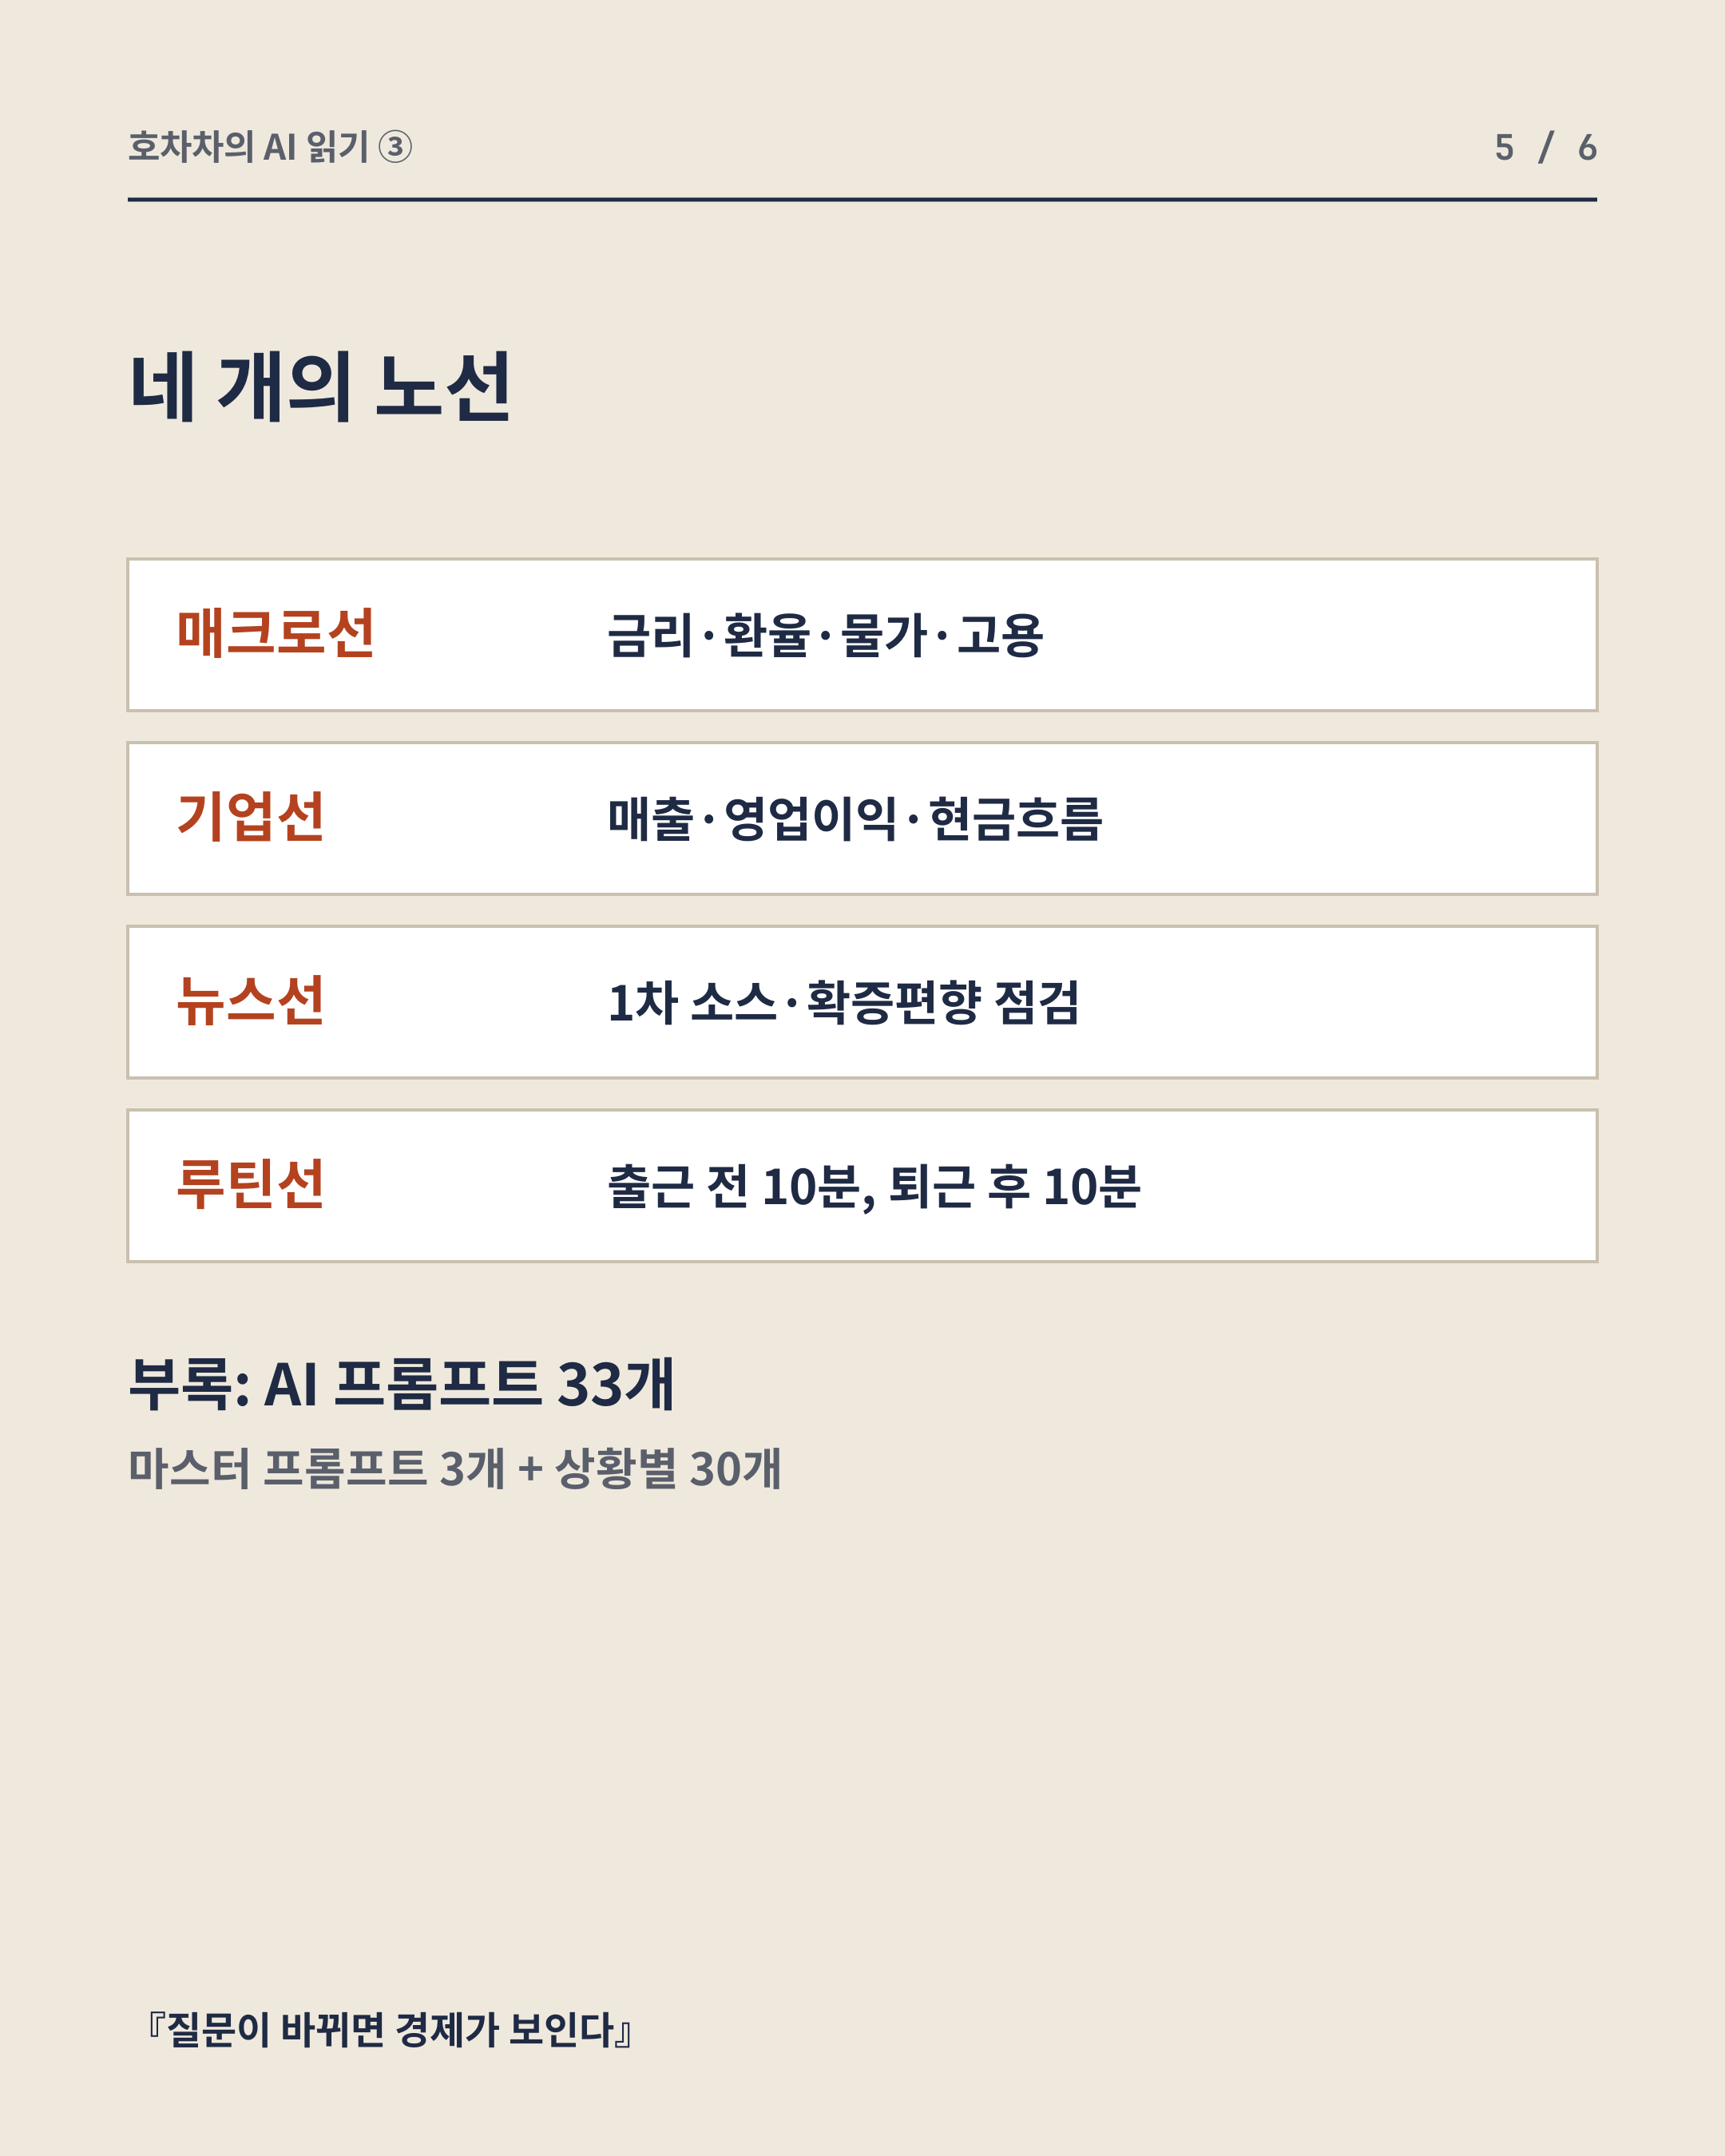 호차차의 AI 읽기 ③
5 / 6
네 개의 노선
매크로선 금리·환율·물가·고용
기업선 매출·영업이익·현금흐름
뉴스선 1차 소스·확증편향 점검
루틴선 출근 전 10분, 퇴근 후 10분
부록: AI 프롬프트 33개
마스터 프롬프트 3개 + 상황별 30개
『질문이 바뀌면 경제가 보인다』